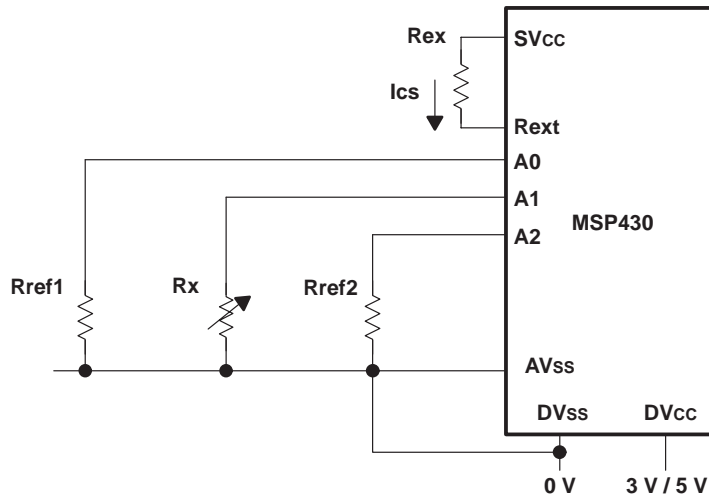 Rex
SVCC
Ics
Rext
A0
A1
MSP430
A2
Rref1
Rx
Rref2
AVSS
DVSS
DVCC
0 V
3 V / 5 V